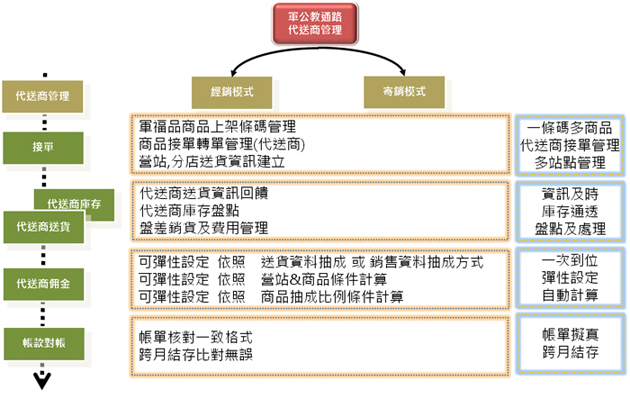 軍公教通路
代送商管理
經銷模式
寄銷模式
代送商管理
接單
代送商庫存
代送商送貨
代送商佣金
帳款對帳
軍福品商品上架條碼管理
商品接單轉單管理(代送商)
營站,分店送貨資訊建立
一條碼多商品
代送商接單管理
多站點管理
代送商送貨資訊回饋
代送商庫存盤點
盤差銷貨及費用管理
資訊及時
庫存通透
盤點及處理
可彈性設定 依照 送貨資料抽成 或 銷售資料抽成方式
可彈性設定 依照 營站&商品條件計算
可彈性設定 依照 商品抽成比例條件計算
一次到位
彈性設定
自動計算
帳單核對一致格式
跨月結存比對無誤
帳單擬真
跨月結存